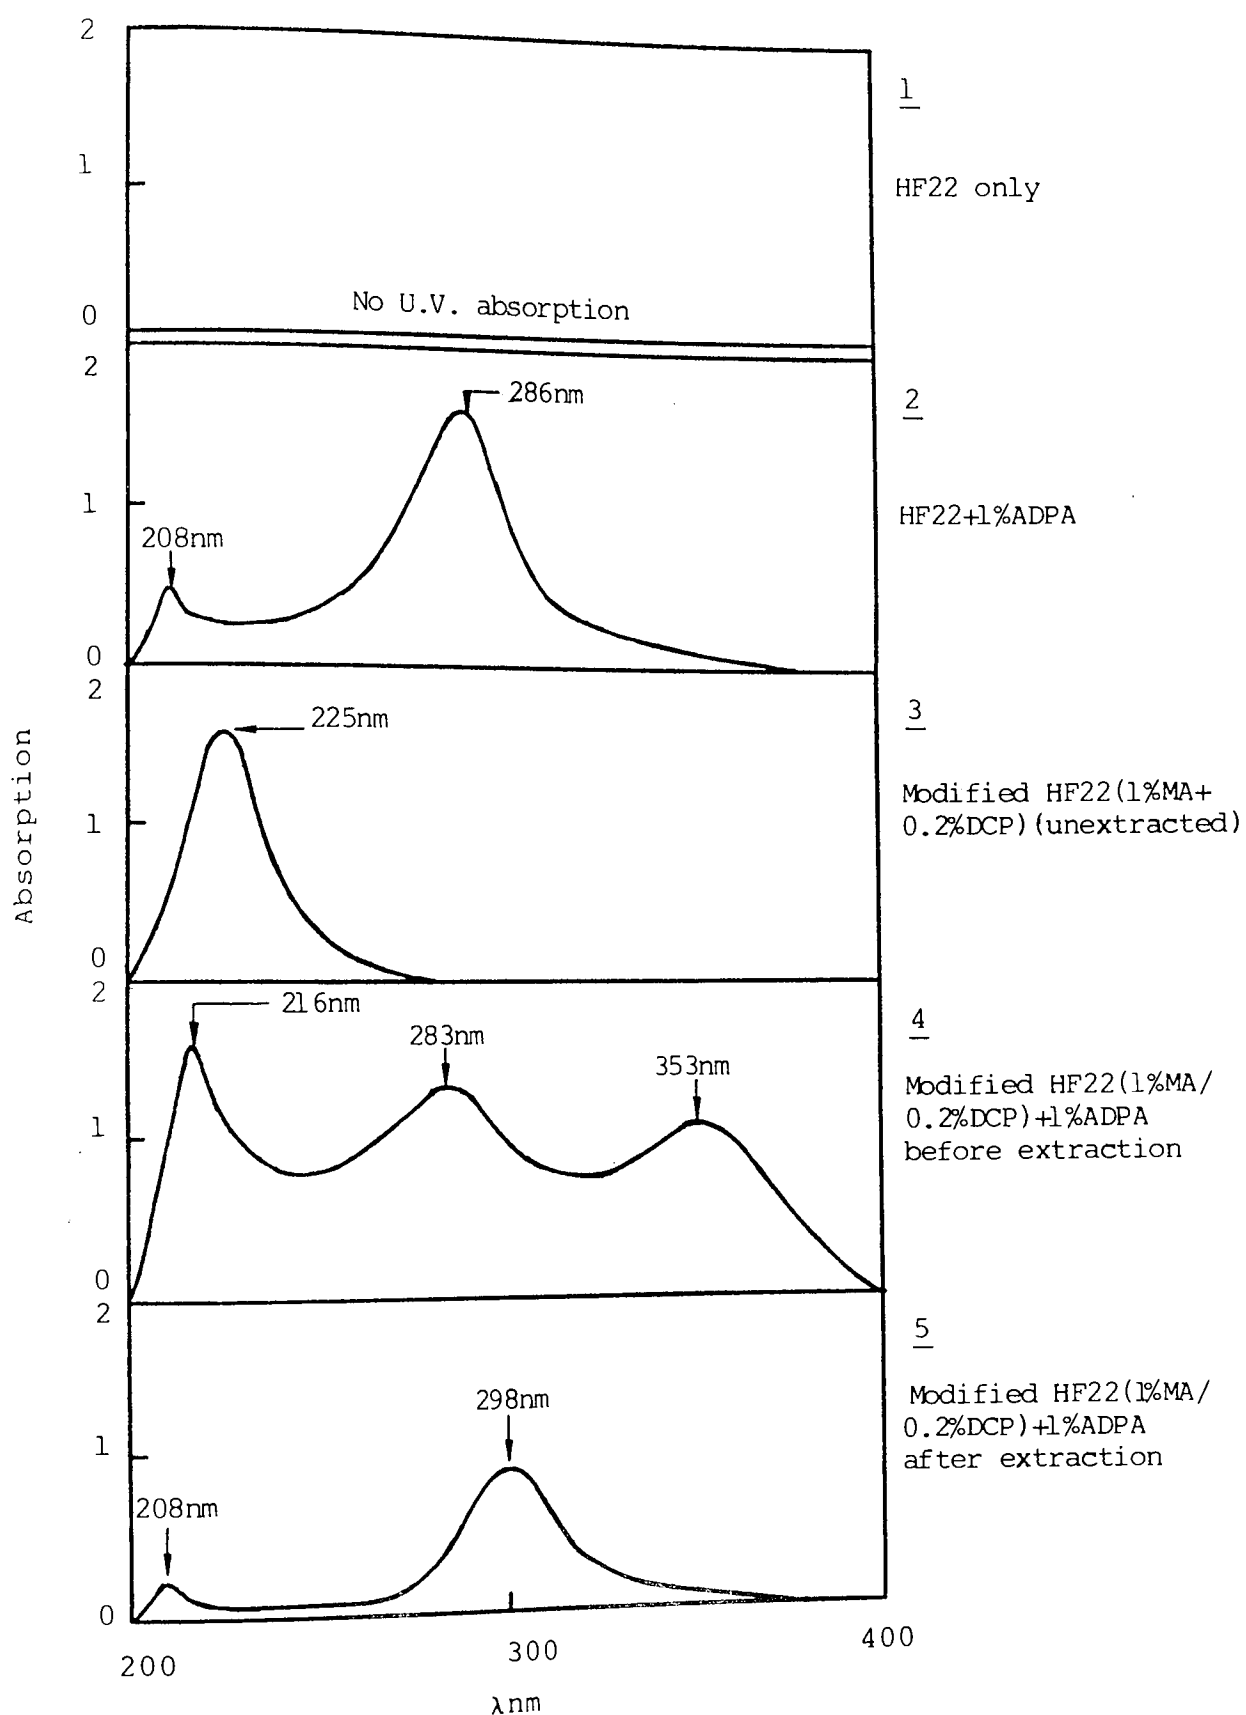 2
1
HF22 only
1
No U.V. absorption
0
2
286nm
2
HF22+1%ADPA
1
208nm
0
2
225nm
3
Modified HF22(1%MA+
0.2%DCP)(unextracted)
1
Absorption
0
2
216nm
283nm
353nm
4
Modified HF22(1%MA/
0.2%DCP)+1%ADPA
before extraction
1
0
2
298nm
5
Modified HF22(1%MA/
0.2%DCP)+1%ADPA
after extraction
1
208nm
0
200
300
400
λnm